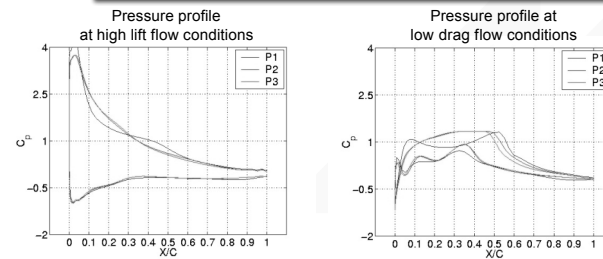 Pressure profile
at high lift flow conditions
4
2.5
1
−0.5
−2
Cp
P1
P2
P3
0 0.1 0.2 0.3 0.4 0.5 0.6 0.7 0.8 0.9 1
X/C
Pressure profile at
low drag flow conditions
4
2.5
1
−0.5
−2
Cp
P1
P2
P3
0 0.1 0.2 0.3 0.4 0.5 0.6 0.7 0.8 0.9 1
X/C